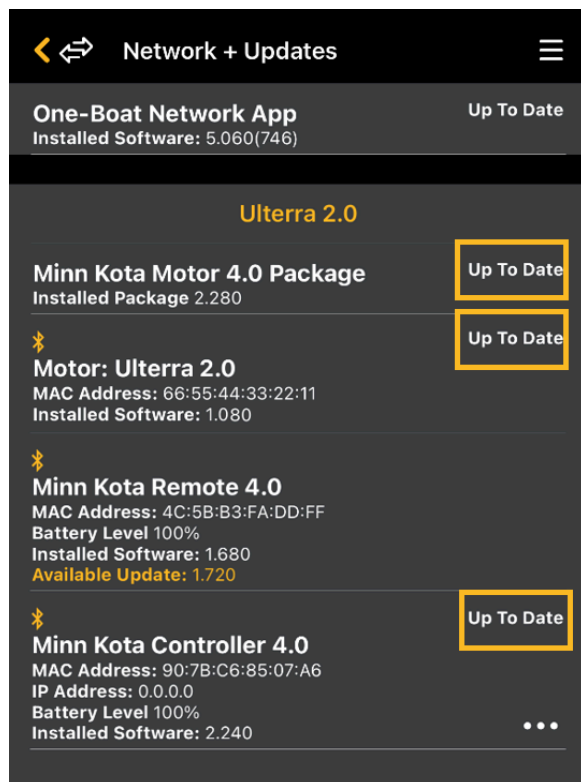 Network + Updates
One-Boat Network App
Up To Date
Installed Software: 5.060(746)
Ulterra 2.0
Minn Kota Motor 4.0 Package
Up To Date
Installed Package 2.280
Up To Date
Motor: Ulterra 2.0
MAC Address: 66:55:44:33:22:11
Installed Software: 1.080
Minn Kota Remote 4.0
MAC Address: 4C:5B:B3:FA:DD:FF
Battery Level 100%
Installed Software: 1.680
Available Update: 1.720
Up To Date
Minn Kota Controller 4.0
MAC Address: 90:7B:C6:85:07:A6
IP Address: 0.0.0.0
Battery Level 100%
Installed Software: 2.240